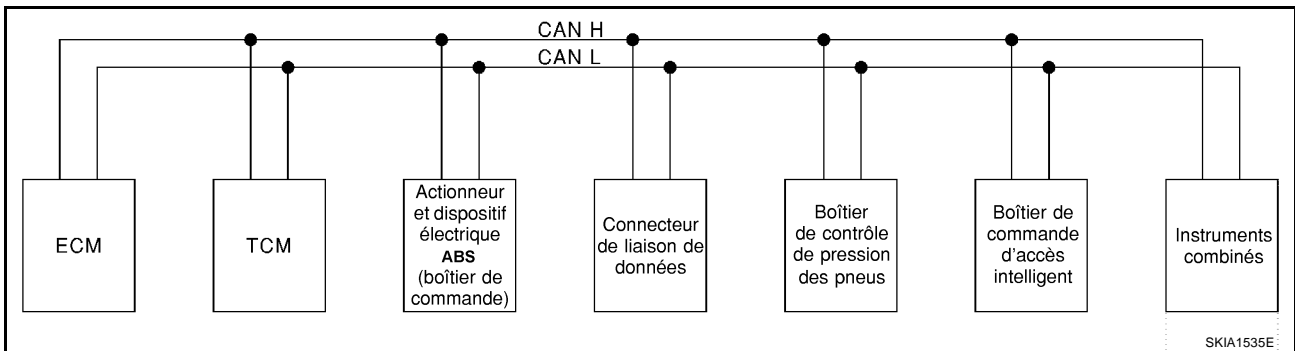 CAN H
CAN L
ECM
TCM
Actionneur
et dispositif
électrique
ABS
(boîtier de
commande)
Connecteur
de liaison de
données
Boîtier
de contrôle
de pression
des pneus
Boîtier de
commande
d'accès
intelligent
Instruments
combinés
SKIA1535E